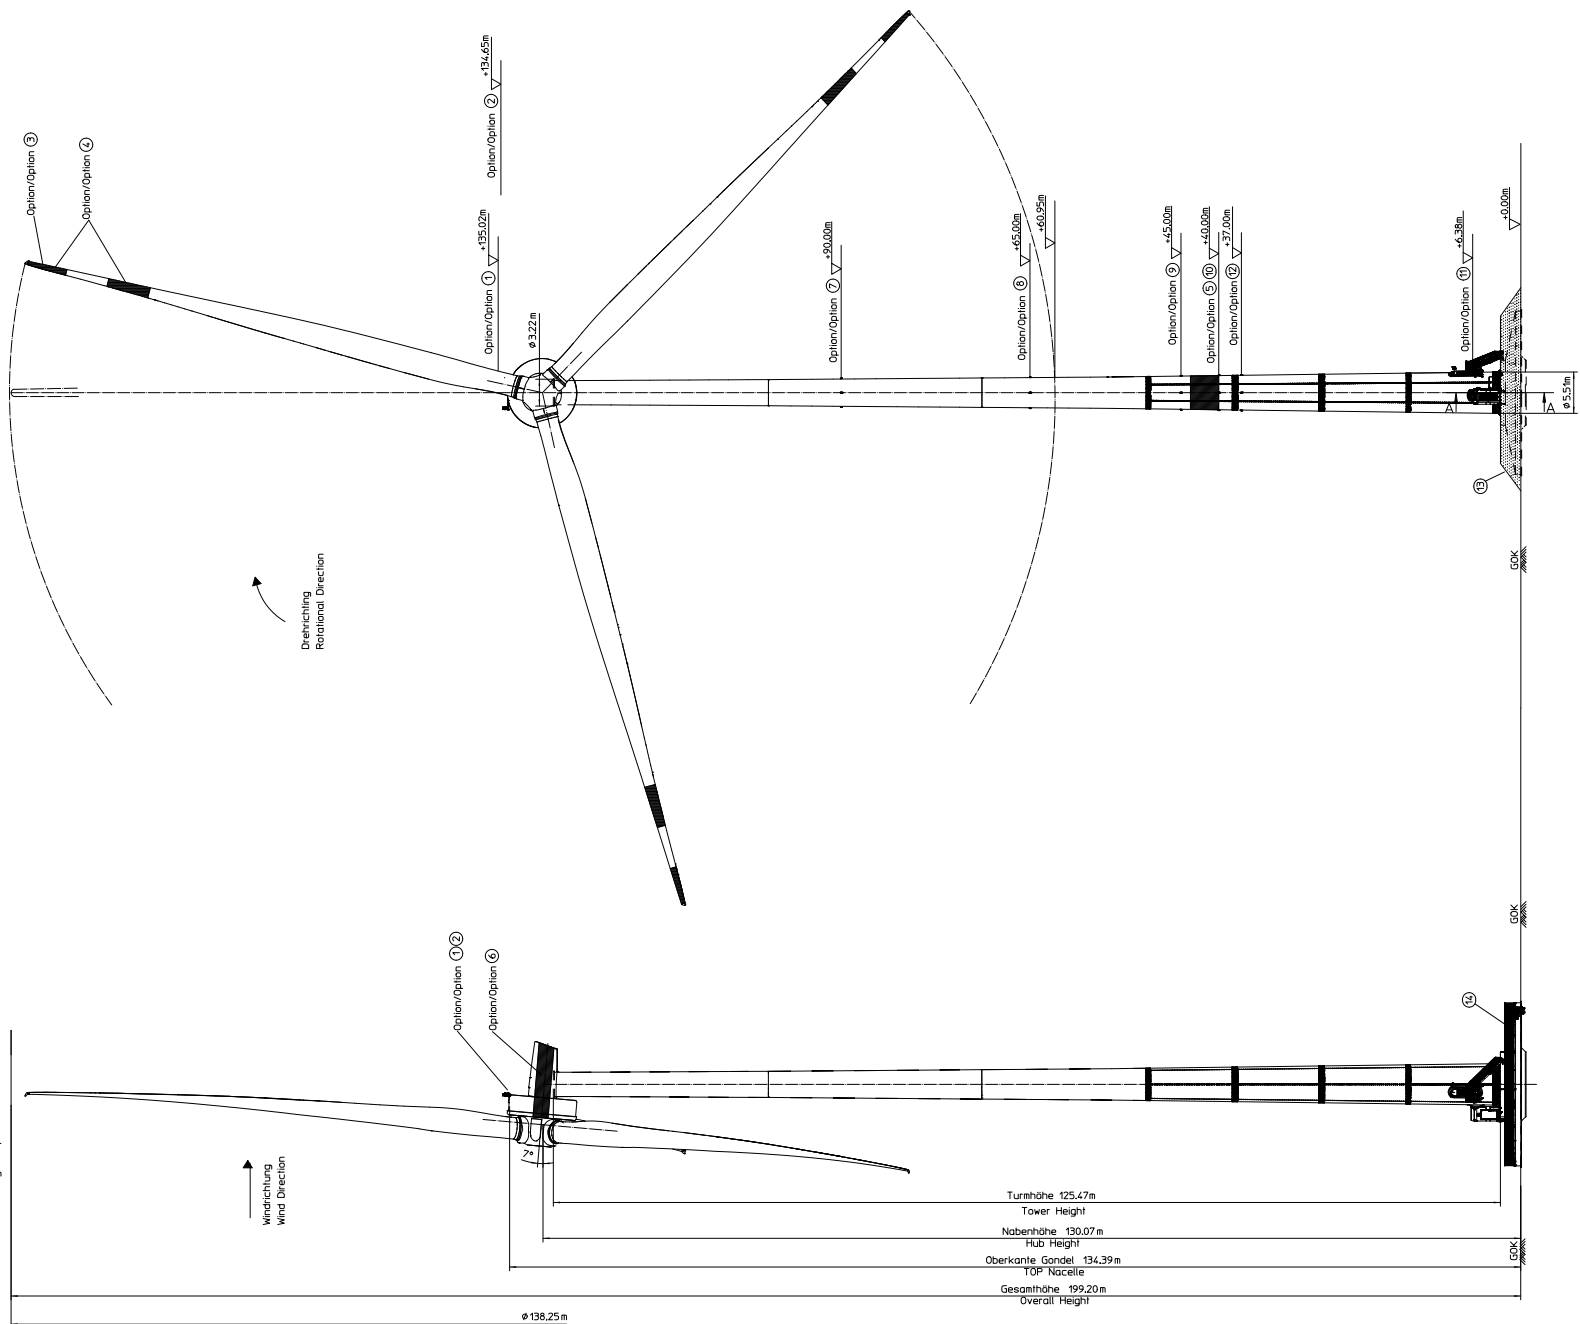 Option/Option ③
Option/Option ④
Option/Option ① +135.02m
Option/Option ② +134.65m
ø3.22m
Option/Option ⑦ +90.00m
Option/Option ⑧ +65.00m
+60.95m
Option/Option ⑨ +45.00m
Option/Option ⑤ ⑩ +40.00m
Option/Option ⑫ +37.00m
Option/Option ⑪ +6.38m
+0.00m
A
A
ø5.51m
⑬
GOK
Drehrichting
Rotational Direction
GOK
Option/Option ① ②
Option/Option ⑥
⑭
7°
Windrichtung
Wind Direction
Turmhöhe 125.47m
Tower Height
Nabenhöhe 130.07m
Hub Height
Oberkante Gondel 134.39m
TOP Nacelle
Gesamthöhe 199.20m
Overall Height
GOK
ø138,25m